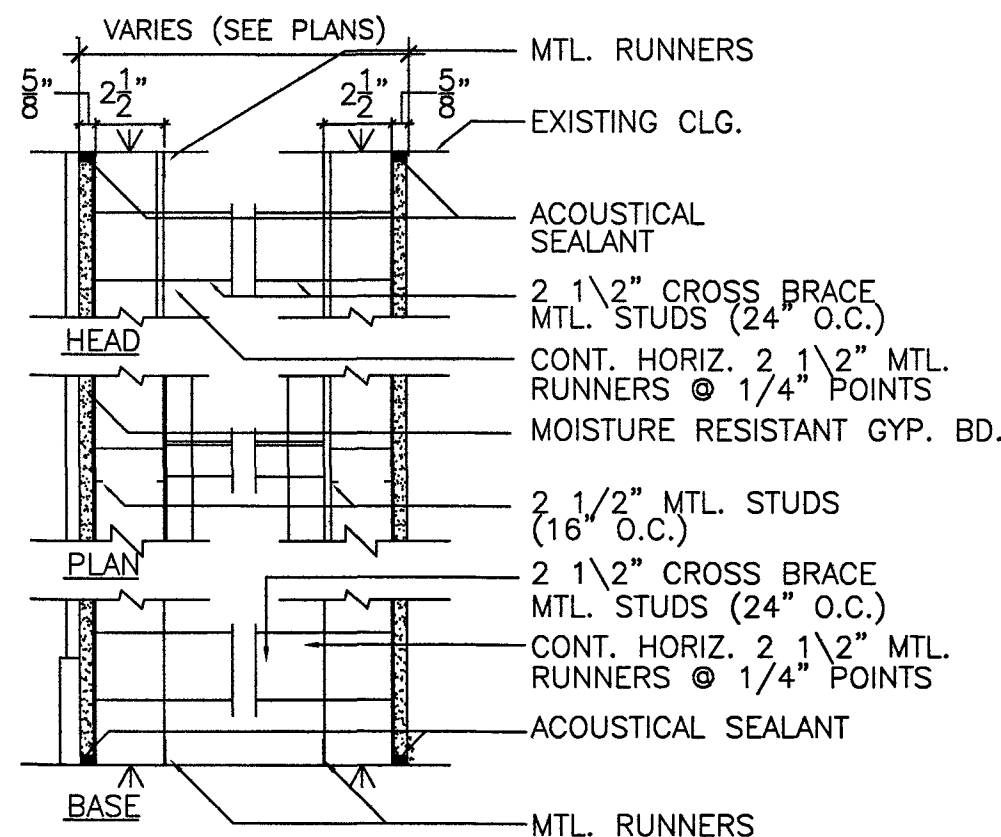 VARIES (SEE PLANS)
5/8" 2 1/2" 2 1/2" 5/8"
MTL. RUNNERS
EXISTING CLG.
ACOUSTICAL
SEALANT
2 1\2" CROSS BRACE
MTL. STUDS (24" O.C.)
HEAD
CONT. HORIZ. 2 1\2" MTL.
RUNNERS @ 1/4" POINTS
MOISTURE RESISTANT GYP. BD.
2 1/2" MTL. STUDS
(16" O.C.)
PLAN
2 1\2" CROSS BRACE
MTL. STUDS (24" O.C.)
CONT. HORIZ. 2 1\2" MTL.
RUNNERS @ 1/4" POINTS
ACOUSTICAL SEALANT
BASE
MTL. RUNNERS